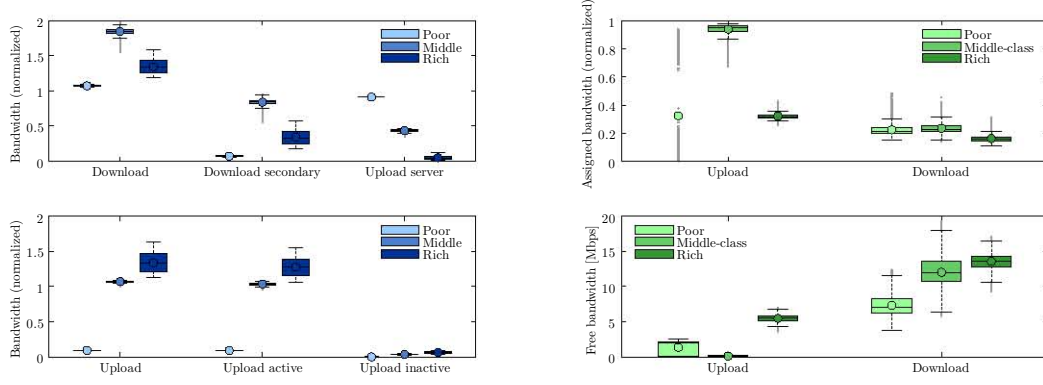 Bandwidth (normalized)
2
1.5
1
0.5
0
Poor
Middle
Rich
Download
Download secondary
Upload server
Assigned bandwidth (normalized)
1
0.8
0.6
0.4
0.2
0
Poor
Middle-class
Rich
Upload
Download
Bandwidth (normalized)
2
1.5
1
0.5
0
Poor
Middle
Rich
Upload
Upload active
Upload inactive
Free bandwidth [Mbps]
20
15
10
5
0
Poor
Middle-class
Rich
Upload
Download